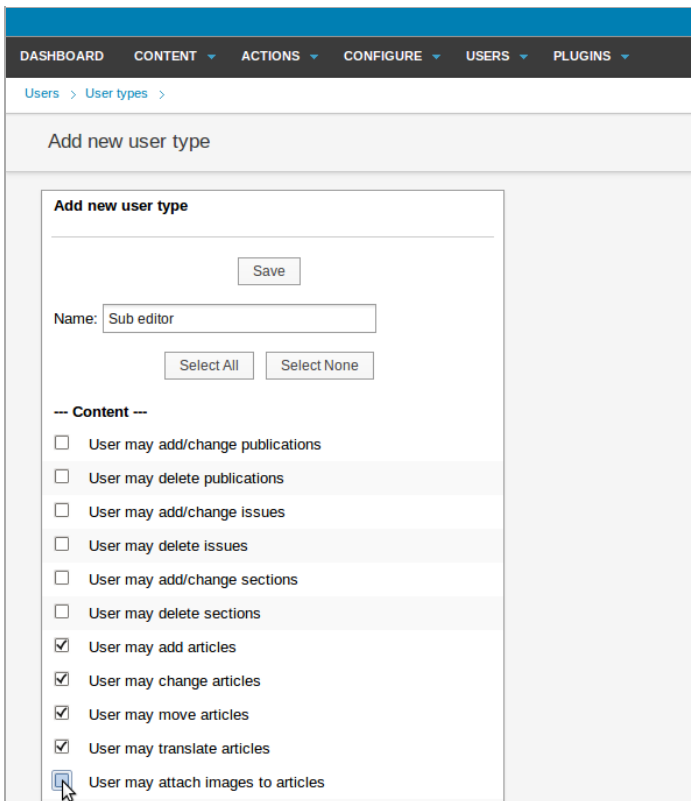 DASHBOARD CONTENT ACTIONS CONFIGURE USERS PLUGINS
Users > User types >
Add new user type
Add new user type
Save
Name: Sub editor
Select All Select None
--- Content ---
User may add/change publications
User may delete publications
User may add/change issues
User may delete issues
User may add/change sections
User may delete sections
User may add articles
User may change articles
User may move articles
User may translate articles
User may attach images to articles